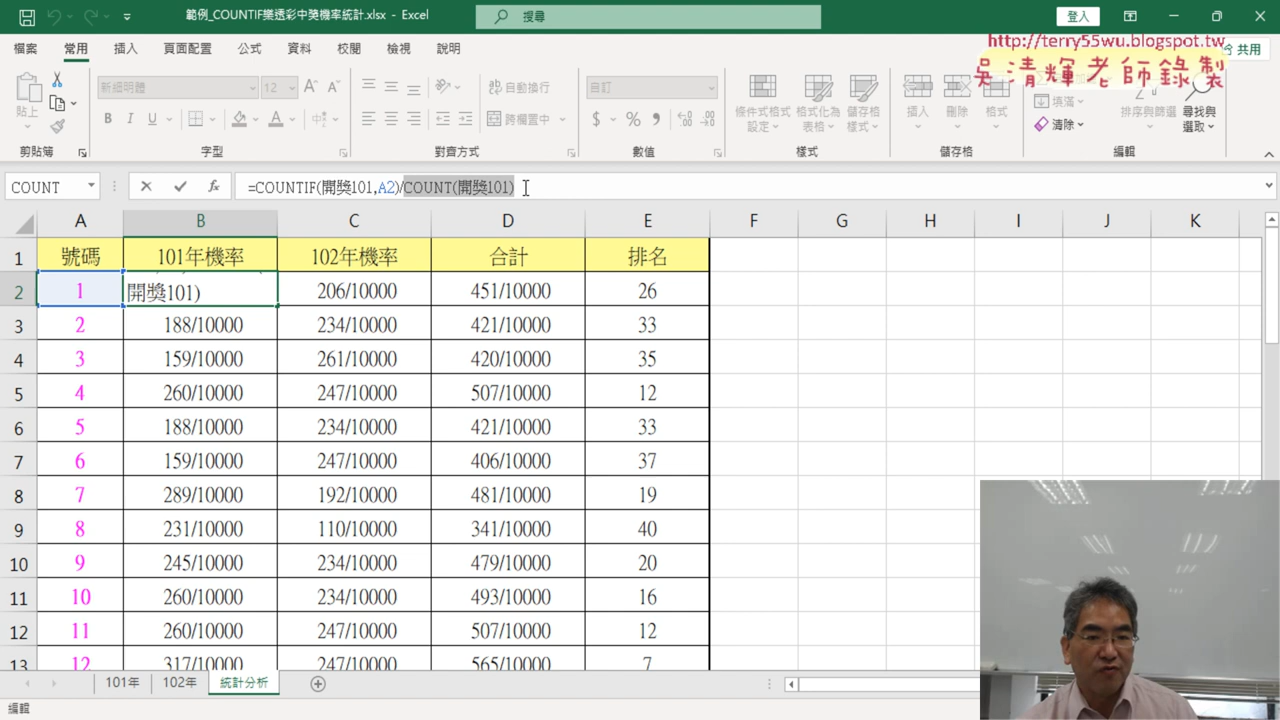 範例_COUNTIF樂透彩中獎機率統計.xlsx - Excel
搜尋
登入
http://terry55wu.blogspot.tw
吳清輝老師錄製
檔案 常用 插入 頁面配置 公式 資料 校閱 檢視 說明
共用
貼上
新細明體 12
自動換行
自訂
跨欄置中
條件式格式設定
格式化為表格
儲存格樣式
插入 刪除 格式
填滿
清除
排序與篩選
尋找與選取
剪貼簿 字型 對齊方式 數值 樣式 儲存格 編輯
COUNT
=COUNTIF(開獎101,A2)/COUNT(開獎101)
A B C D E F G H I J K
1 號碼 101年機率 102年機率 合計 排名
2 1 開獎101) 206/10000 451/10000 26
3 2 188/10000 234/10000 421/10000 33
4 3 159/10000 261/10000 420/10000 35
5 4 260/10000 247/10000 507/10000 12
6 5 188/10000 234/10000 421/10000 33
7 6 159/10000 247/10000 406/10000 37
8 7 289/10000 192/10000 481/10000 19
9 8 231/10000 110/10000 341/10000 40
10 9 245/10000 234/10000 479/10000 20
11 10 260/10000 234/10000 493/10000 16
12 11 260/10000 247/10000 507/10000 12
13 12 317/10000 247/10000 565/10000 7
101年 102年 統計分析
編輯